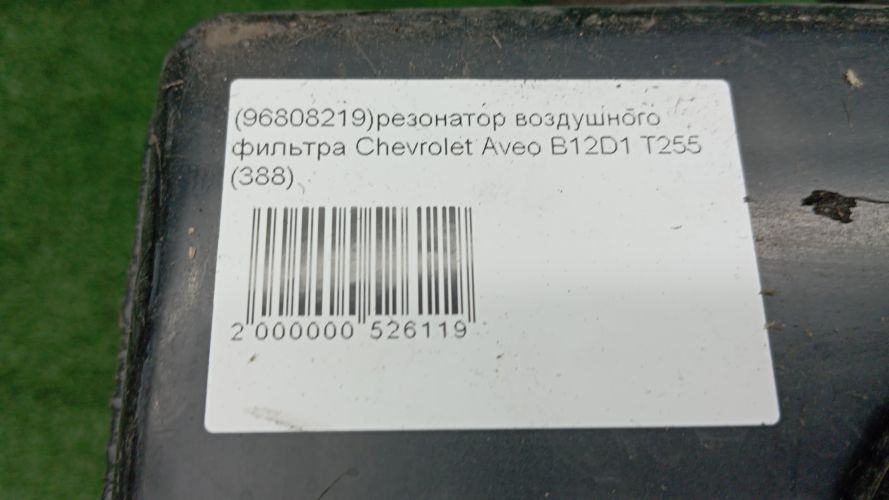 (96808219)резонатор воздушного
фильтра Chevrolet Aveo B12D1 T255
(388)
2 000000 526119